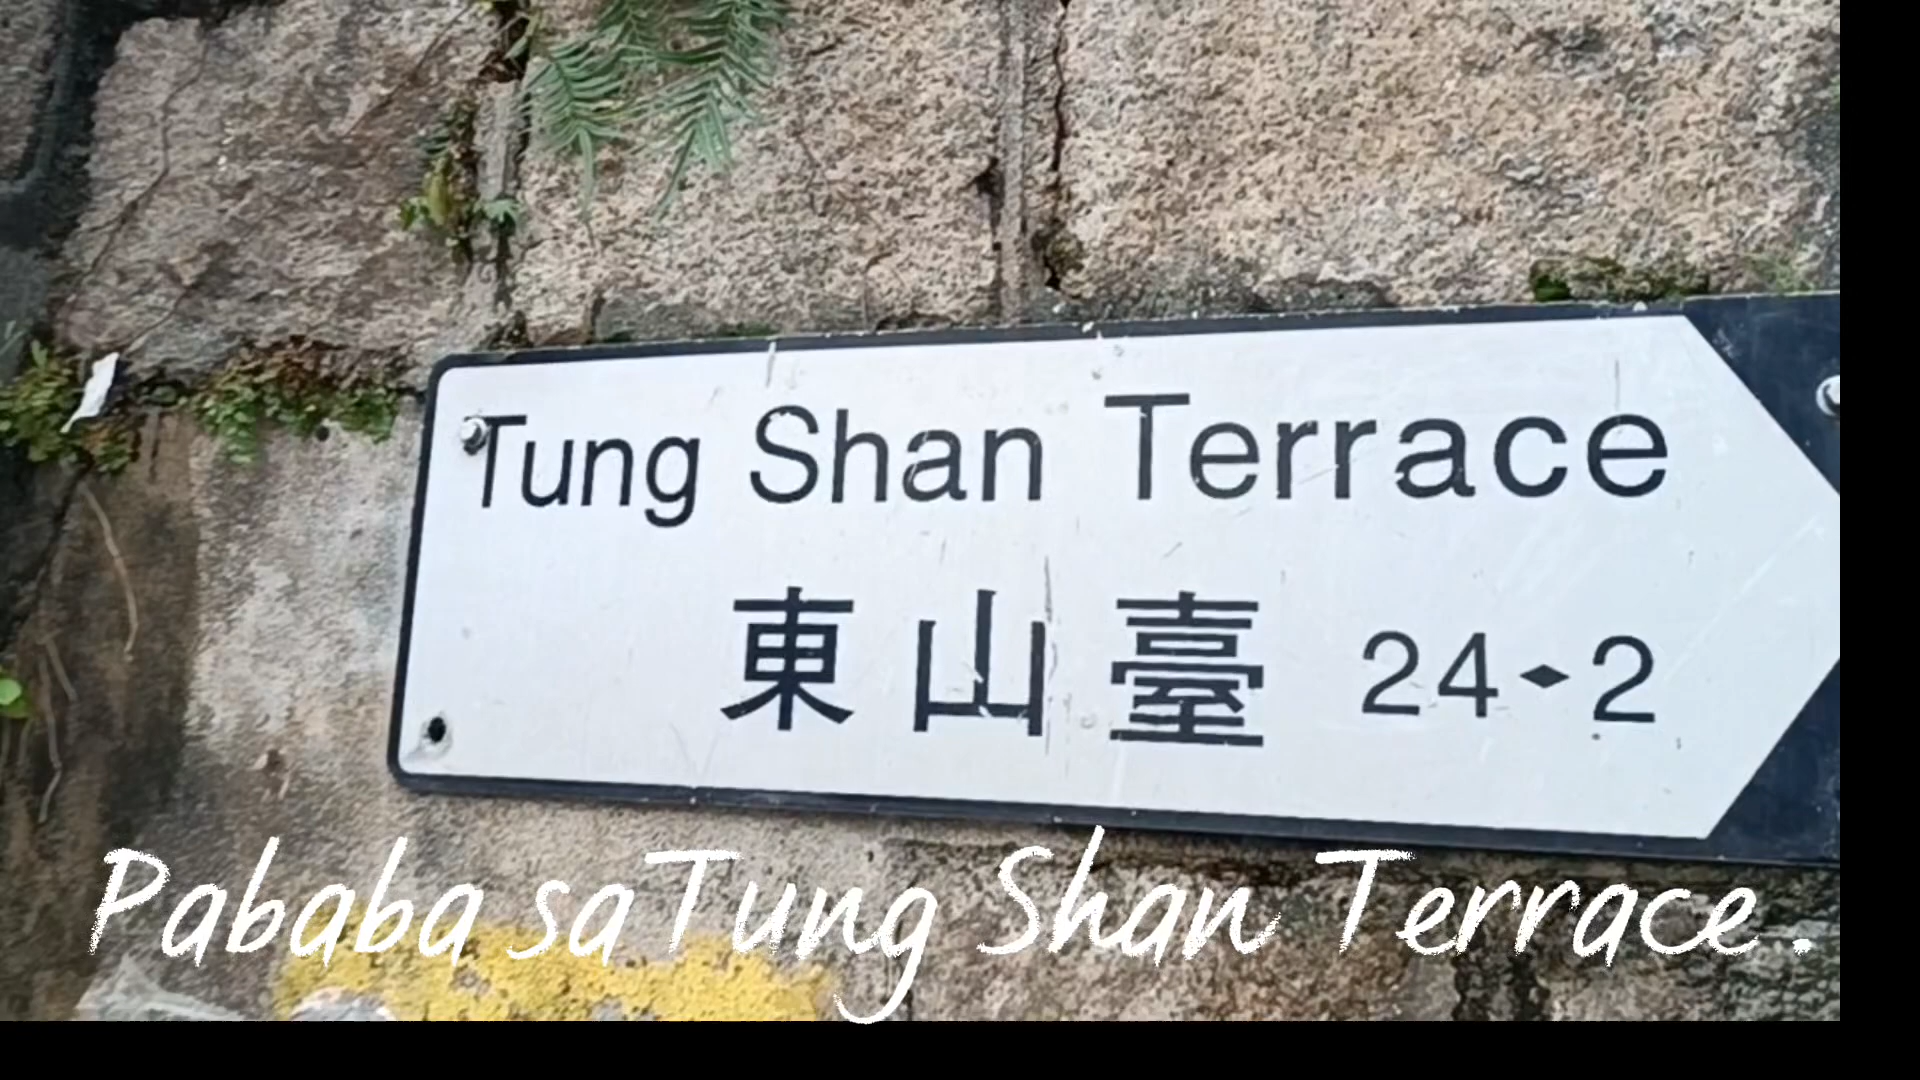 Tung Shan Terrace
東山臺 24◆2
Pababa sa Tung Shan Terrace.